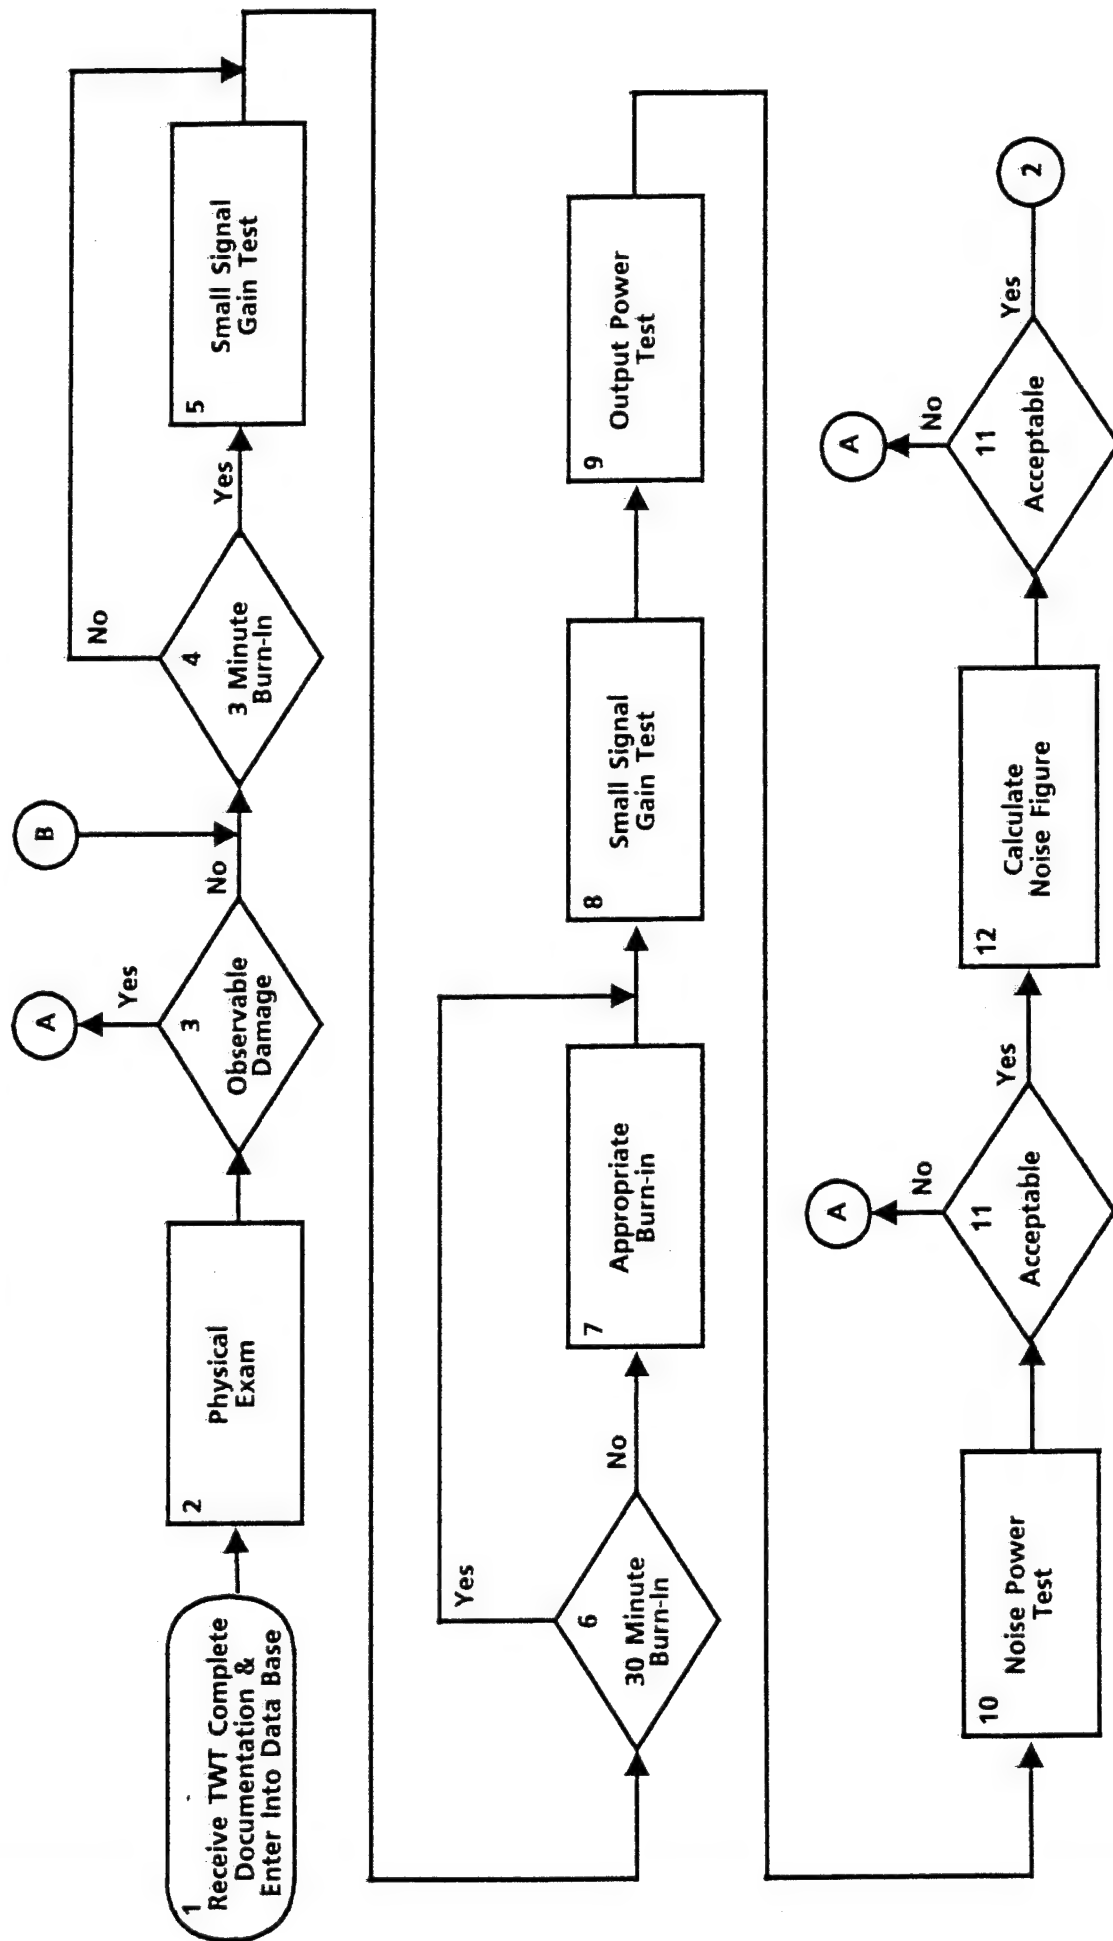 1
Receive TWT Complete
Documentation &
Enter Into Data Base
2
Physical
Exam
3
Observable
Damage
Yes
A
No
B
4
3 Minute
Burn-In
No
Yes
5
Small Signal
Gain Test
6
30 Minute
Burn-In
Yes
No
7
Appropriate
Burn-in
8
Small Signal
Gain Test
9
Output Power
Test
10
Noise Power
Test
11
Acceptable
No
A
Yes
12
Calculate
Noise Figure
11
Acceptable
No
A
Yes
2